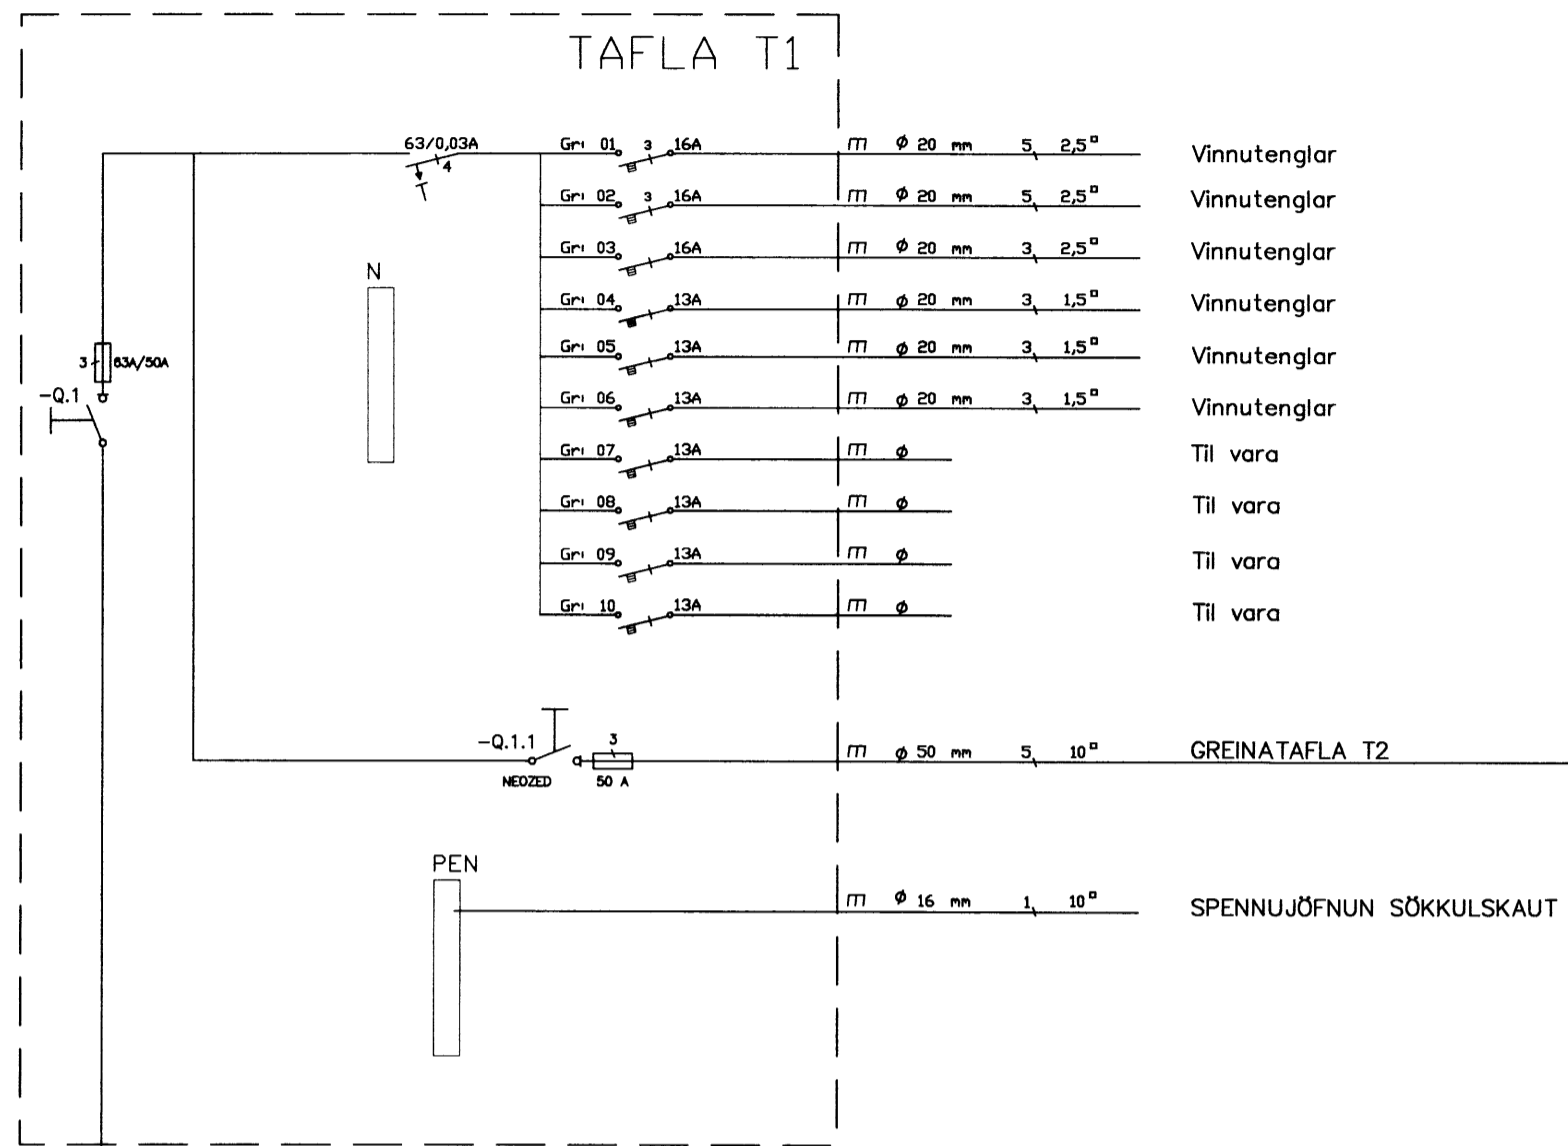 TAFLA T1
63/0,03A
4
Gr. 01 3 16A m ϕ 20 mm 5 2,5□ Vinnutenglar
Gr. 02 3 16A m ϕ 20 mm 5 2,5□ Vinnutenglar
Gr. 03 16A m ϕ 20 mm 3 2,5□ Vinnutenglar
Gr. 04 13A m ϕ 20 mm 3 1,5□ Vinnutenglar
Gr. 05 13A m ϕ 20 mm 3 1,5□ Vinnutenglar
Gr. 06 13A m ϕ 20 mm 3 1,5□ Vinnutenglar
Gr. 07 13A m ϕ Til vara
Gr. 08 13A m ϕ Til vara
Gr. 09 13A m ϕ Til vara
Gr. 10 13A m ϕ Til vara
N
3 63A/50A
-Q.1
-Q.1.1 3 m ϕ 50 mm 5 10□ GREINATAFLA T2
NEOZED 50 A
PEN
m ϕ 16 mm 1 10□ SPENNUJÖFNUN SÖKKULSKAUT